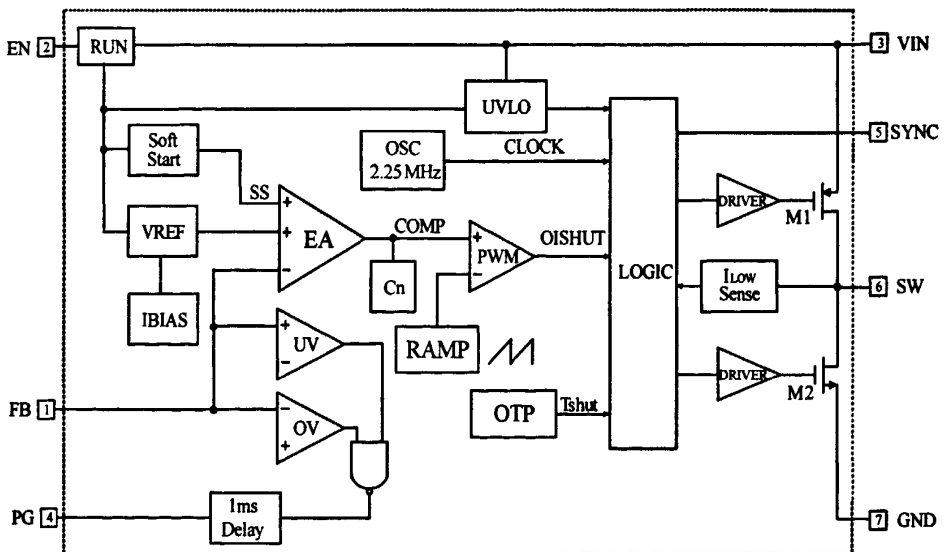 EN 2 RUN 3 VIN
UVLO
5 SYNC
Soft
Start
OSC
2.25 MHz
CLOCK
SS
+
DRIVER
M1
VREF
+
EA
COMP
+
PWM
OISHUT
LOGIC
−
−
Cn
ILOW
Sense
6 SW
IBIAS
+
UV
−
RAMP
DRIVER
M2
FB 1
−
OV
+
OTP
Tshut
PG 4
1ms
Delay
7 GND